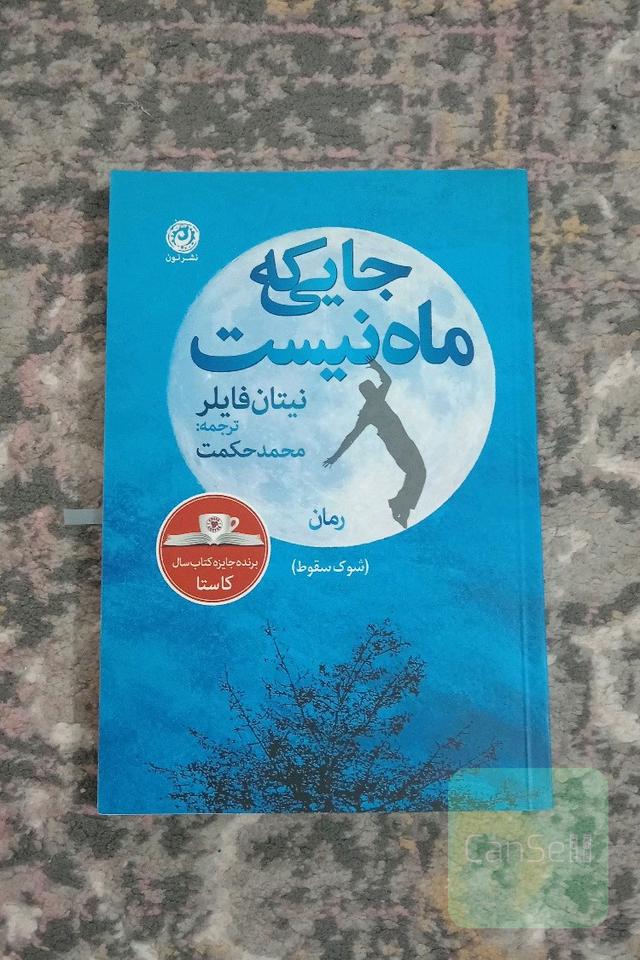 نشر نون
جایی که
ماه نیست
نیتان فایلر
ترجمه:
محمد حکمت
رمان
(شوک سقوط)
برنده جایزه کتاب سال
کاستا
CanSell